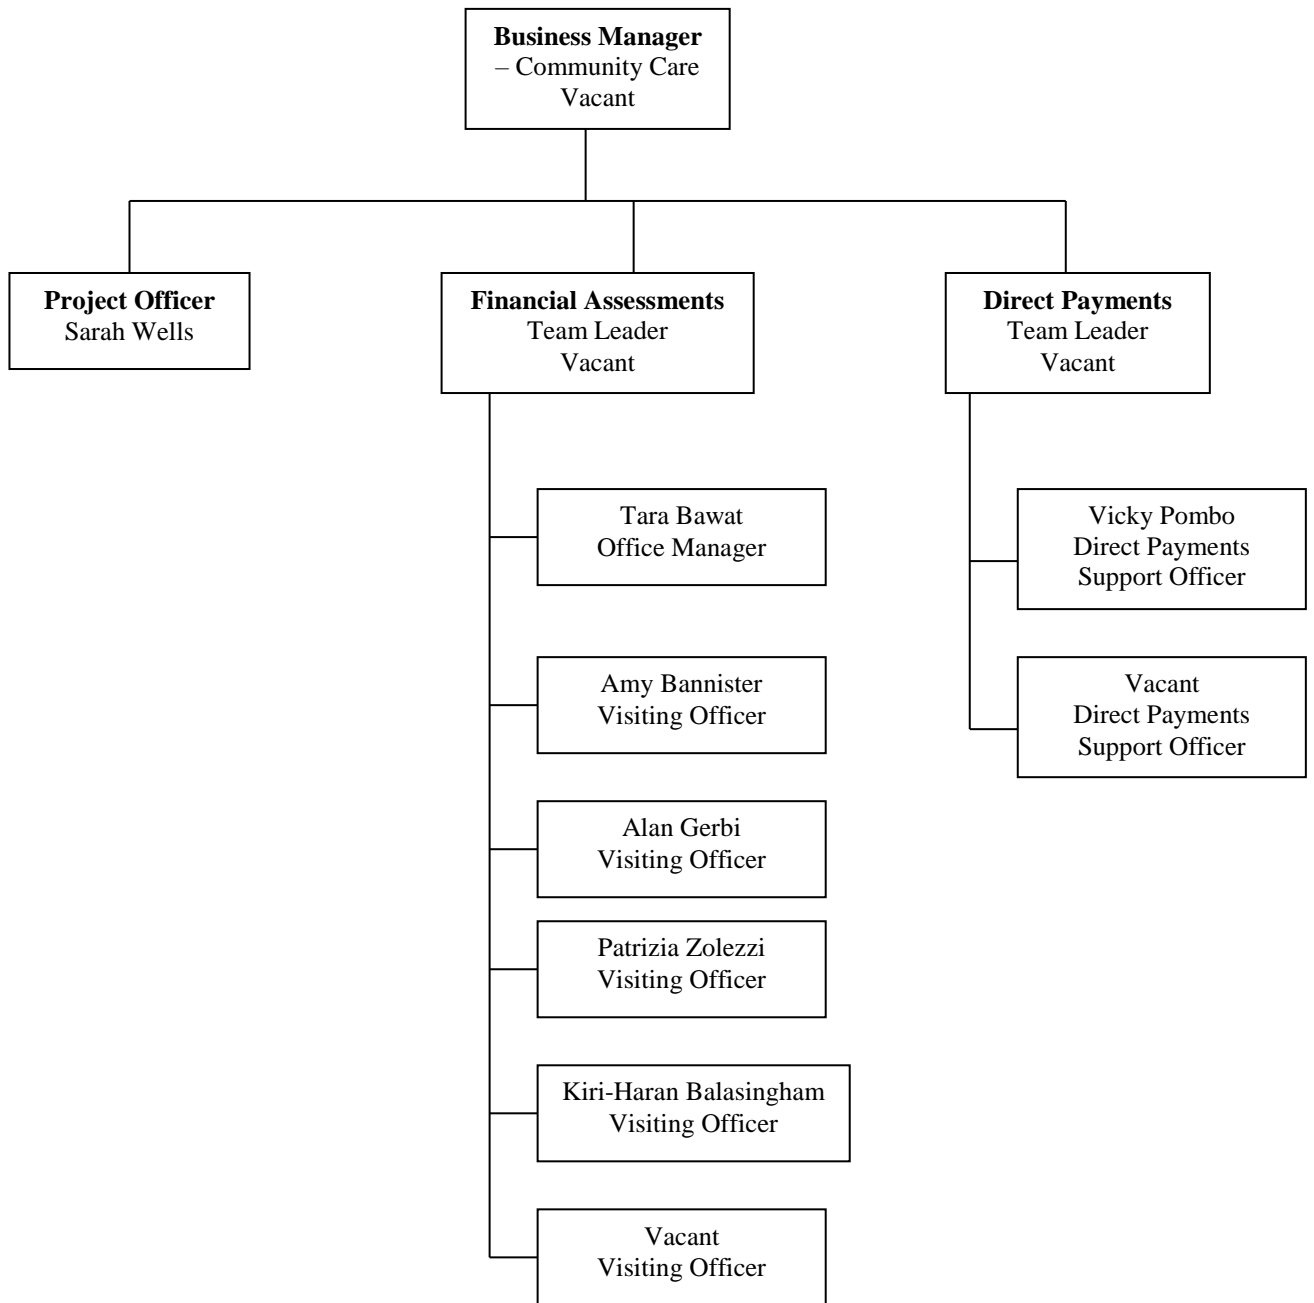 Business Manager
– Community Care
Vacant
Project Officer
Sarah Wells
Financial Assessments
Team Leader
Vacant
Direct Payments
Team Leader
Vacant
Tara Bawat
Office Manager
Amy Bannister
Visiting Officer
Alan Gerbi
Visiting Officer
Patrizia Zolezzi
Visiting Officer
Kiri-Haran Balasingham
Visiting Officer
Vacant
Visiting Officer
Vicky Pombo
Direct Payments
Support Officer
Vacant
Direct Payments
Support Officer